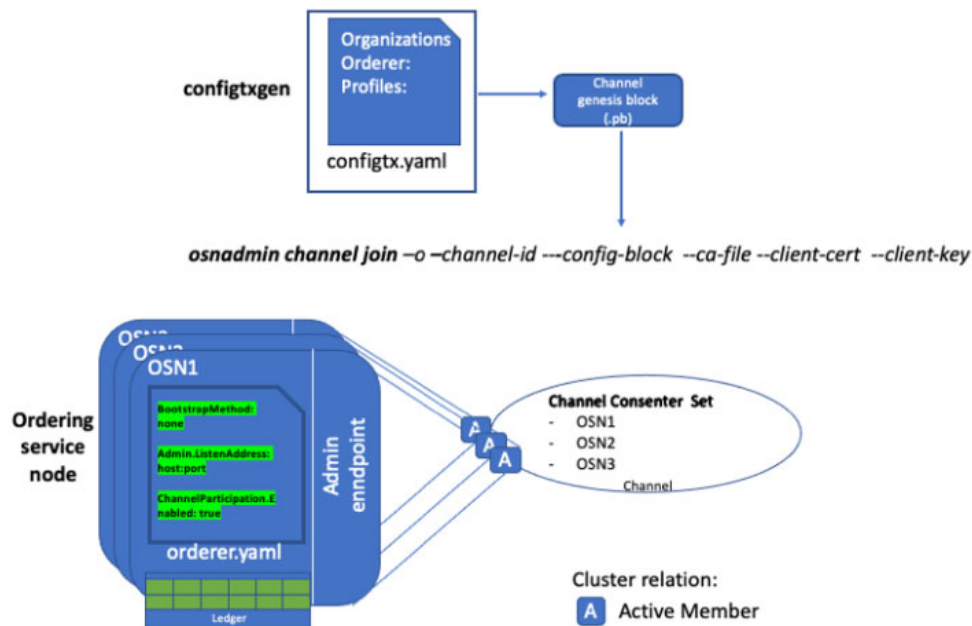 Organizations
Orderer:
Profiles:
configtxgen
configtx.yaml
Channel
genesis block
(.pb)
osnadmin channel join –o –channel-id ---config-block --ca-file --client-cert --client-key
OSN1
BootstrapMethod:
none
Admin.ListenAddress:
host:port
ChannelParticipation.E
nabled: true
orderer.yaml
Ledger
Admin
enndpoint
Ordering
service
node
A
A
A
Channel Consenter Set
- OSN1
- OSN2
- OSN3
Channel
Cluster relation:
A Active Member